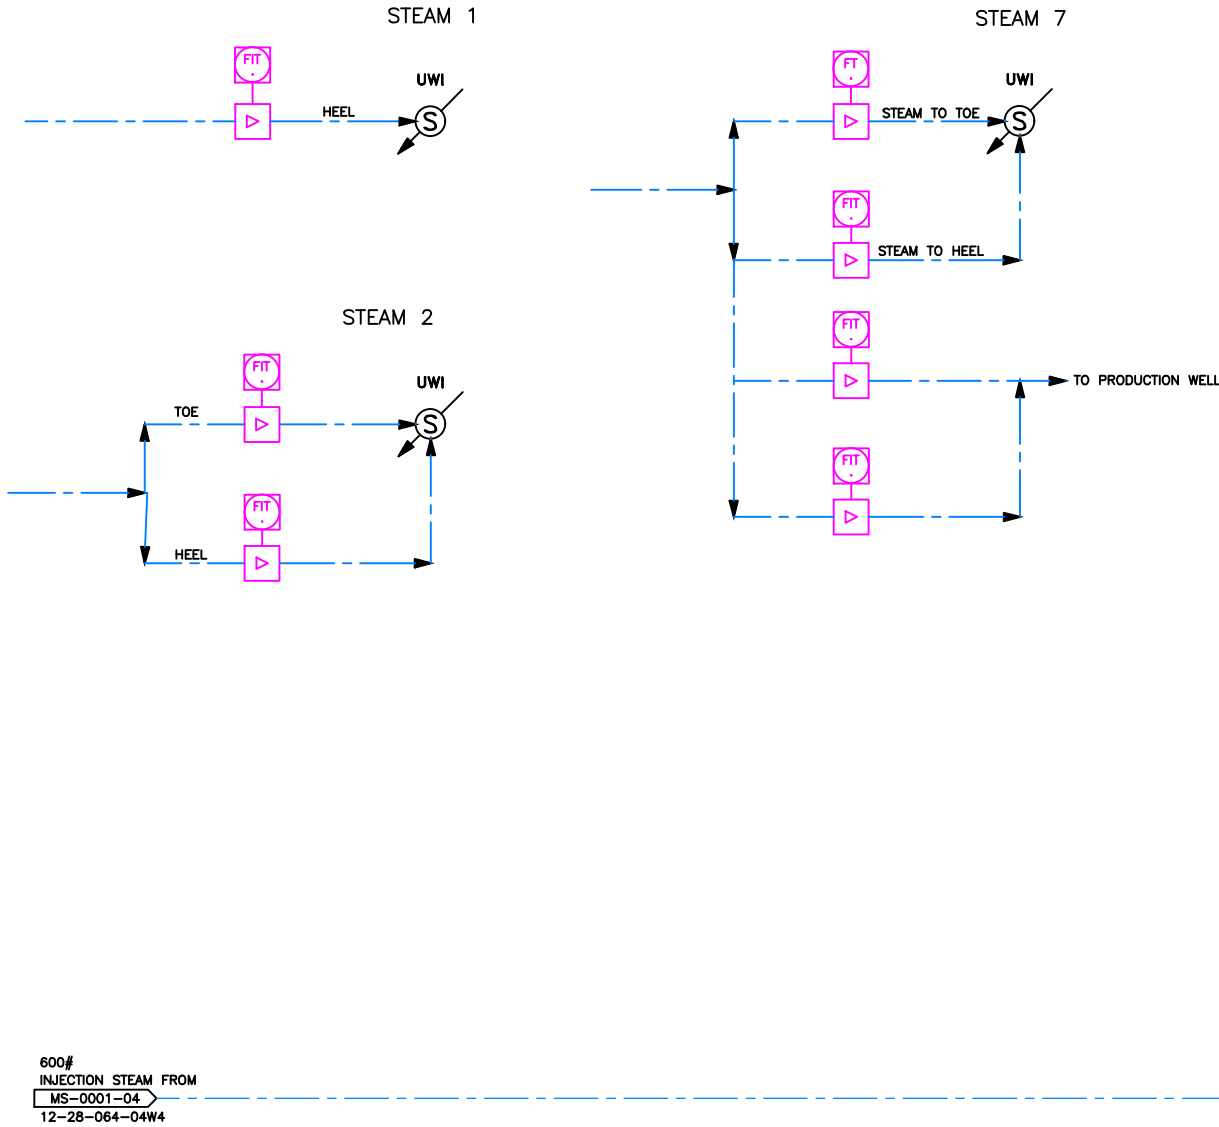 STEAM 1
FIT
UWI
HEEL
S
STEAM 7
FT
UWI
STEAM TO TOE
S
FIT
STEAM TO HEEL
FIT
TO PRODUCTION WELL
FIT
STEAM 2
FIT
UWI
TOE
S
FIT
HEEL
600#
INJECTION STEAM FROM
MS-0001-04
12-28-064-04W4